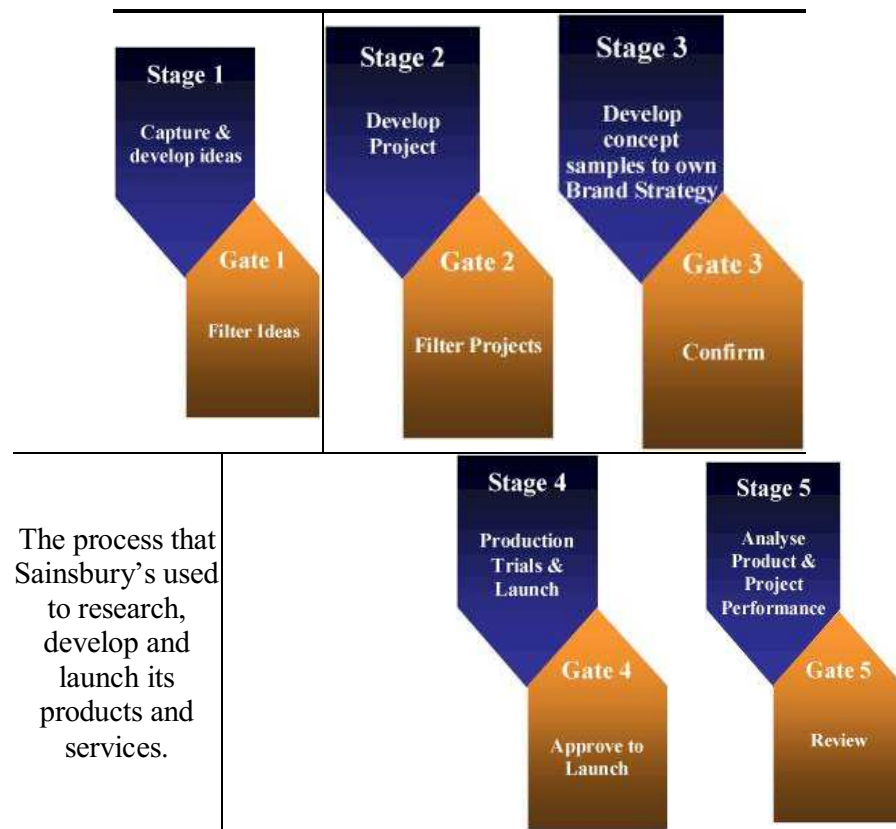 Stage 1
Capture &
develop ideas
Gate 1
Filter Ideas
Stage 2
Develop
Project
Gate 2
Filter Projects
Stage 3
Develop
concept
samples to own
Brand Strategy
Gate 3
Confirm
The process that
Sainsbury’s used
to research,
develop and
launch its
products and
services.
Stage 4
Production
Trials &
Launch
Gate 4
Approve to
Launch
Stage 5
Analyse
Product &
Project
Performance
Gate 5
Review